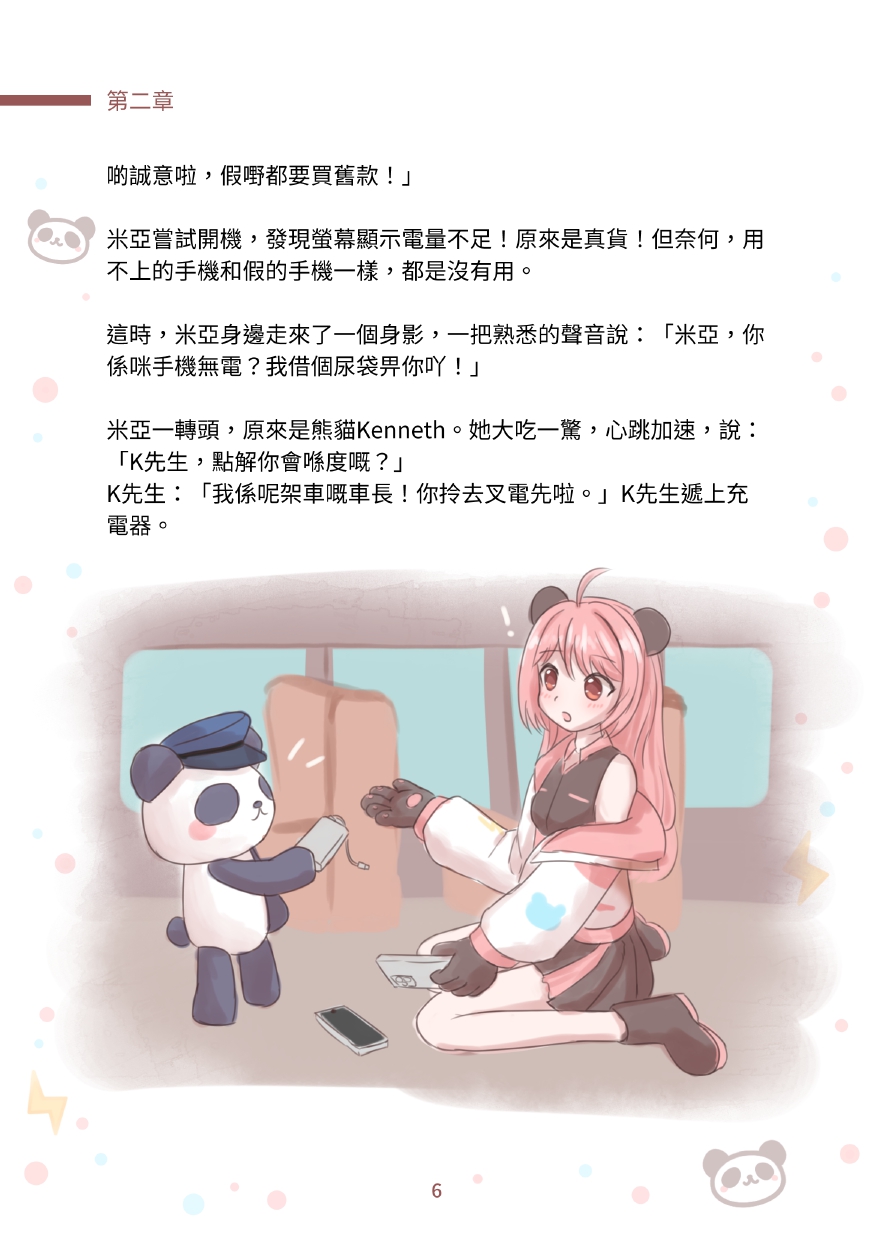 第二章
啲誠意啦，假嘢都要買舊款！」
米亞嘗試開機，發現螢幕顯示電量不足！原來是真貨！但奈何，用
不上的手機和假的手機一樣，都是沒有用。
這時，米亞身邊走來了一個身影，一把熟悉的聲音說：「米亞，你
係咪手機無電？我借個尿袋畀你吖！」
米亞一轉頭，原來是熊貓Kenneth。她大吃一驚，心跳加速，說：
「K先生，點解你會喺度嘅？」
K先生：「我係呢架車嘅車長！你拎去叉電先啦。」K先生遞上充
電器。
6